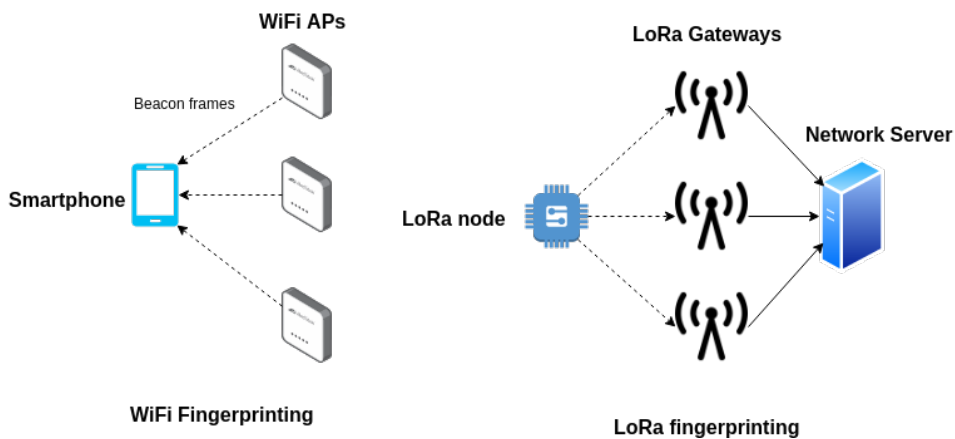 WiFi APs
Beacon frames
Smartphone
WiFi Fingerprinting
LoRa Gateways
Network Server
LoRa node
LoRa fingerprinting